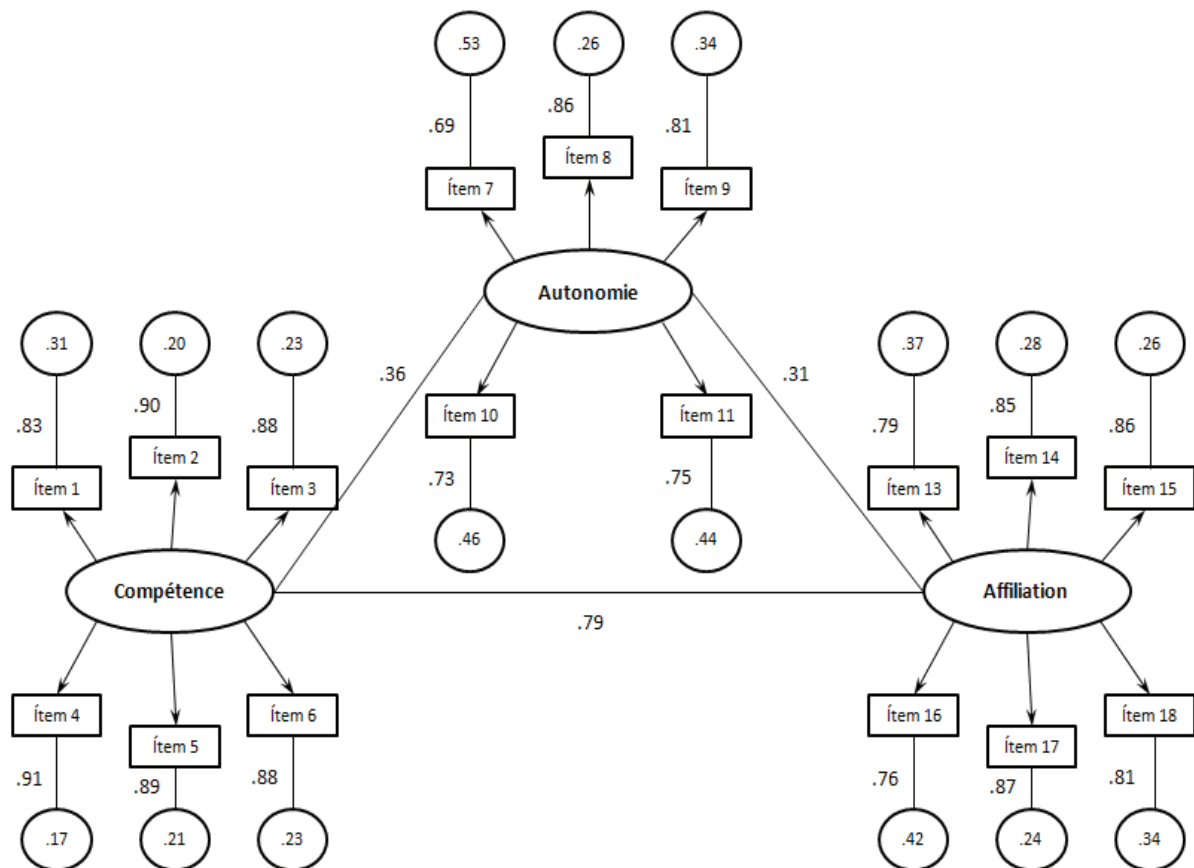 .53 .26 .34
.69 .86 .81
Ítem 7 Ítem 8 Ítem 9
Autonomie
.36 .31
Ítem 10 Ítem 11
.73 .75
.46 .44
.31 .20 .23
.83 .90 .88
Ítem 1 Ítem 2 Ítem 3
Compétence
Ítem 4 Ítem 5 Ítem 6
.91 .89 .88
.17 .21 .23
.79
.37 .28 .26
.79 .85 .86
Ítem 13 Ítem 14 Ítem 15
Affiliation
Ítem 16 Ítem 17 Ítem 18
.76 .87 .81
.42 .24 .34